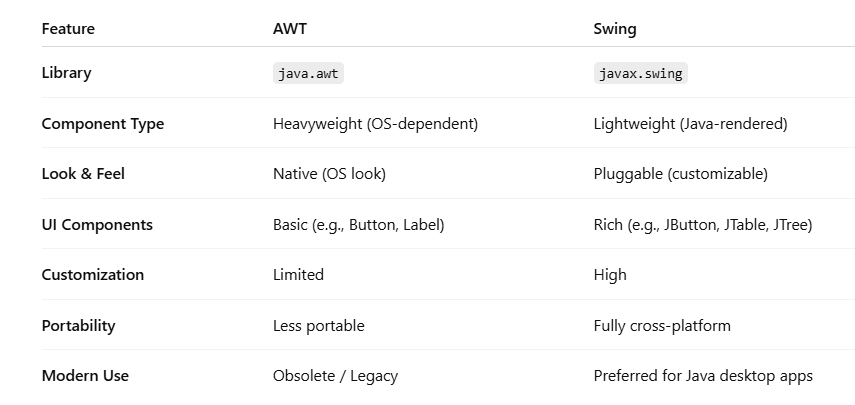 Feature AWT Swing
Library java.awt javax.swing
Component Type Heavyweight (OS-dependent) Lightweight (Java-rendered)
Look & Feel Native (OS look) Pluggable (customizable)
UI Components Basic (e.g., Button, Label) Rich (e.g., JButton, JTable, JTree)
Customization Limited High
Portability Less portable Fully cross-platform
Modern Use Obsolete / Legacy Preferred for Java desktop apps